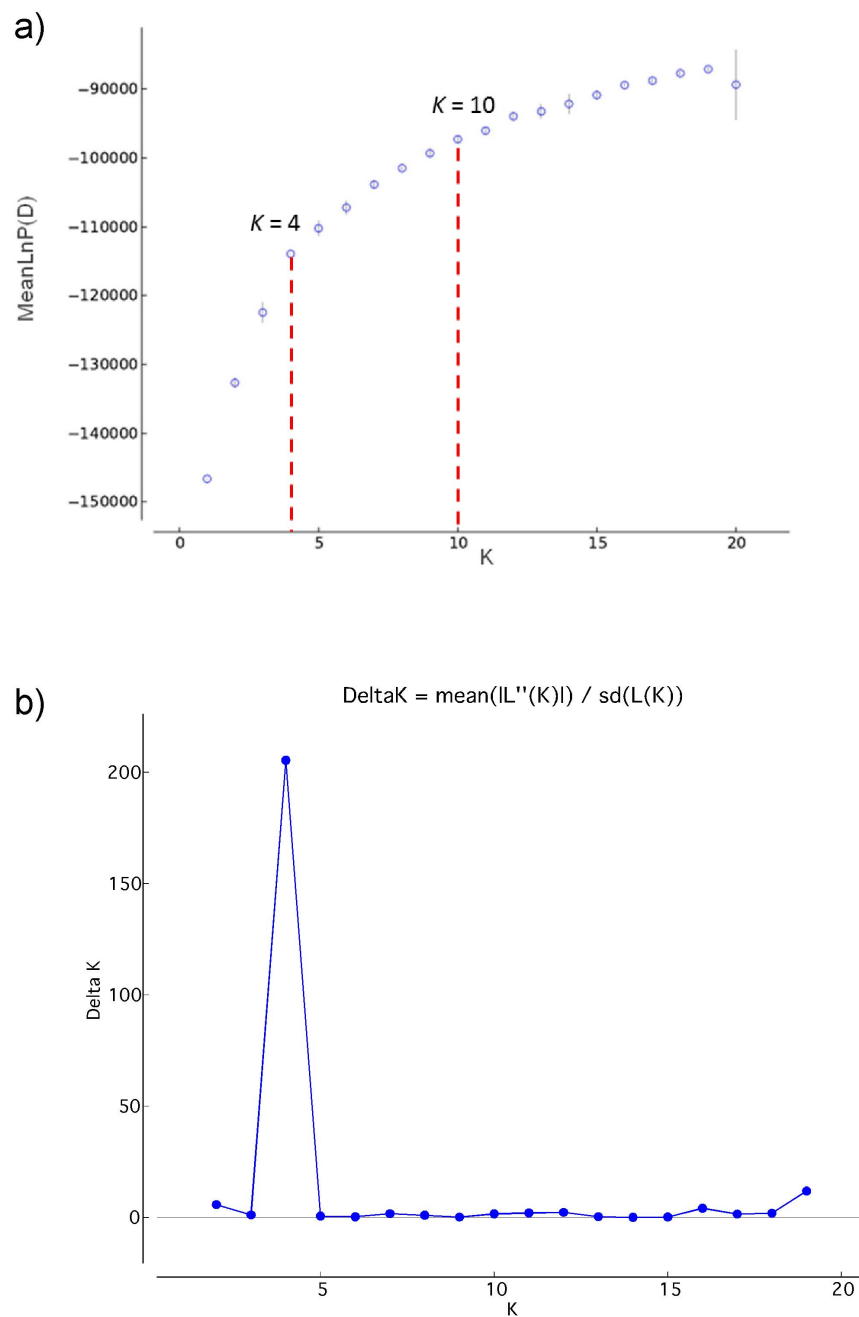 a)
−90000
K = 10
−100000
K = 4
−110000
MeanLnP(D)
−120000
−130000
−140000
−150000
0 5 10 15 20
K
b)
DeltaK = mean(|L''(K)|) / sd(L(K))
200
150
Delta K
100
50
0
5 10 15 20
K